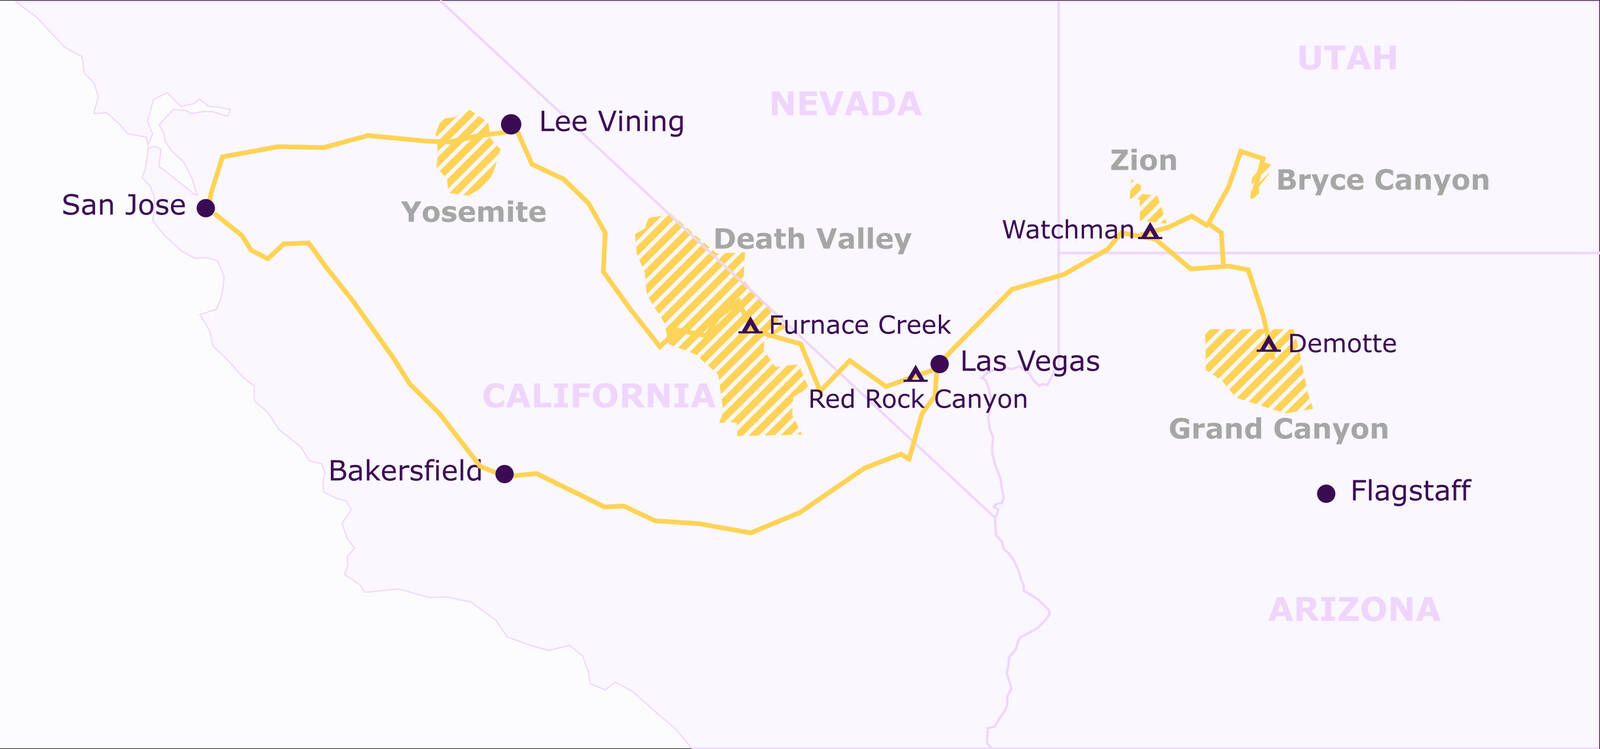 UTAH
NEVADA
Lee Vining
Zion
Bryce Canyon
San Jose
Yosemite
Watchman
Death Valley
Furnace Creek
Demotte
Las Vegas
CALIFORNIA
Red Rock Canyon
Grand Canyon
Bakersfield
Flagstaff
ARIZONA